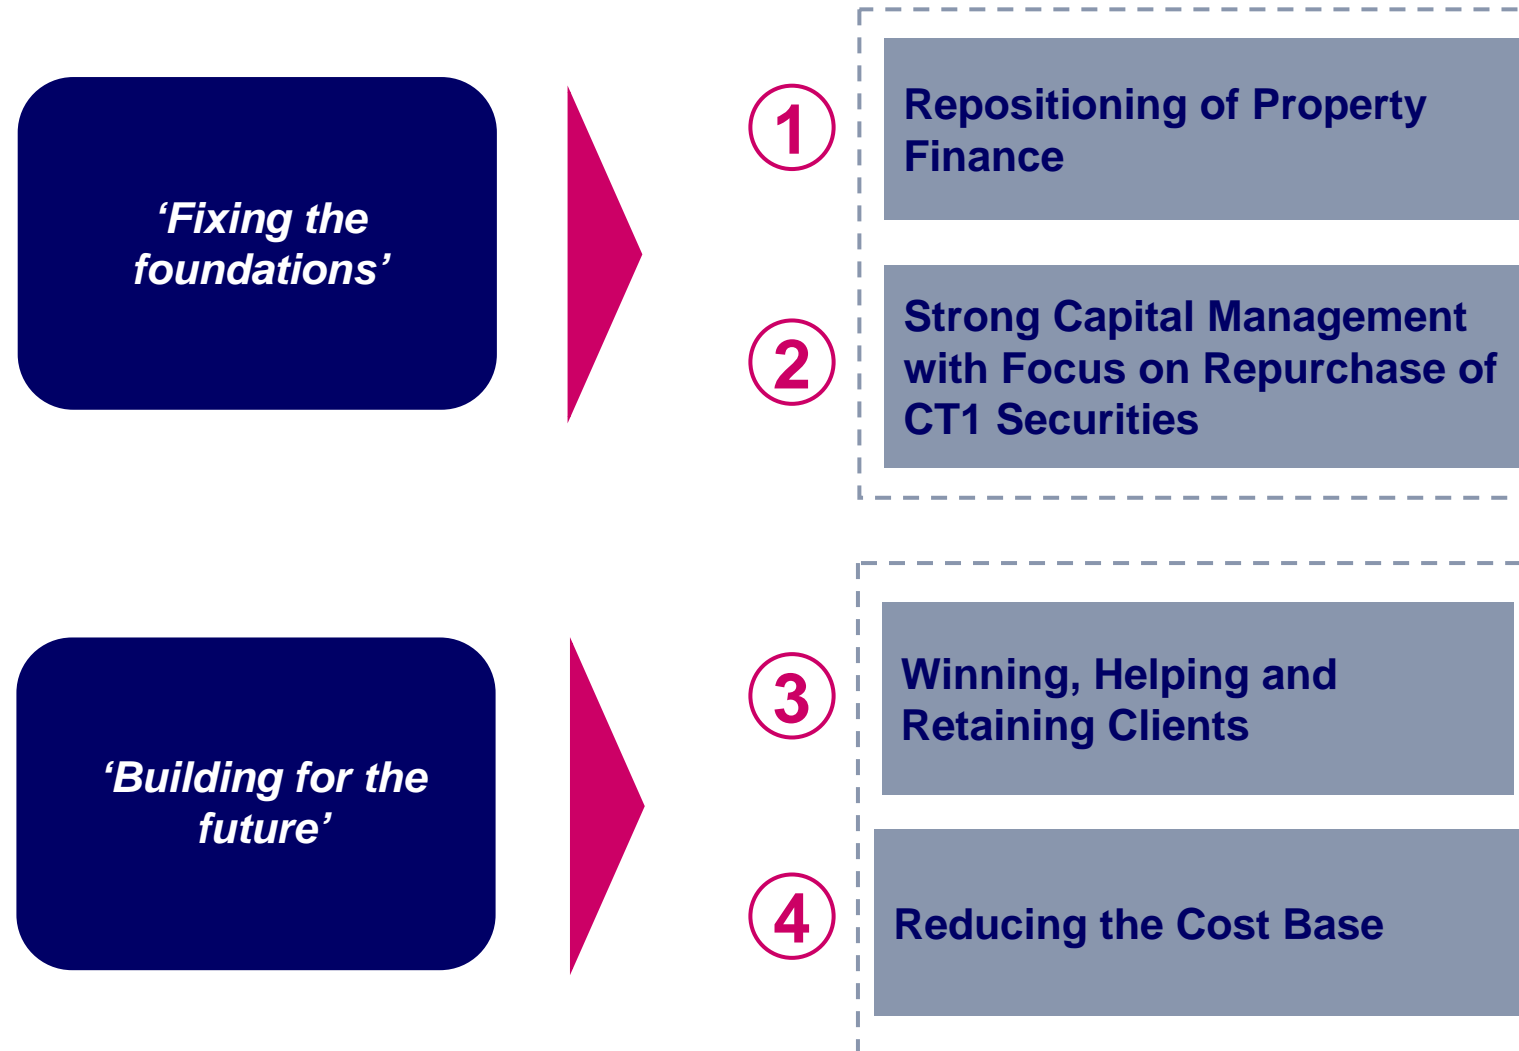 ‘Fixing the
foundations’
1
Repositioning of Property
Finance
2
Strong Capital Management
with Focus on Repurchase of
CT1 Securities
‘Building for the
future’
3
Winning, Helping and
Retaining Clients
4
Reducing the Cost Base